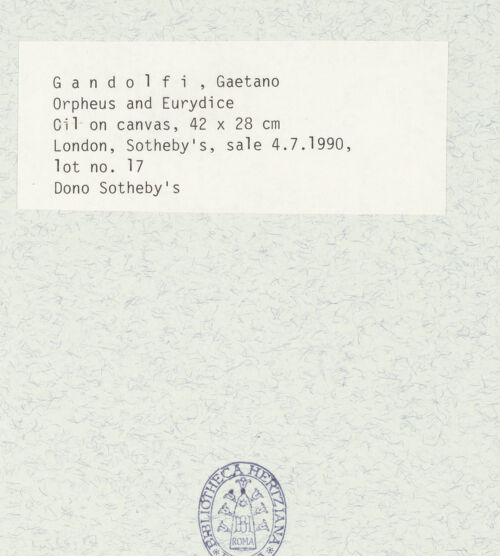 G a n d o l f i , Gaetano
Orpheus and Eurydice
Oil on canvas, 42 x 28 cm
London, Sotheby's, sale 4.7.1990,
lot no. 17
Dono Sotheby's
BIBLIOTHECA HERTZIANA
ROMA